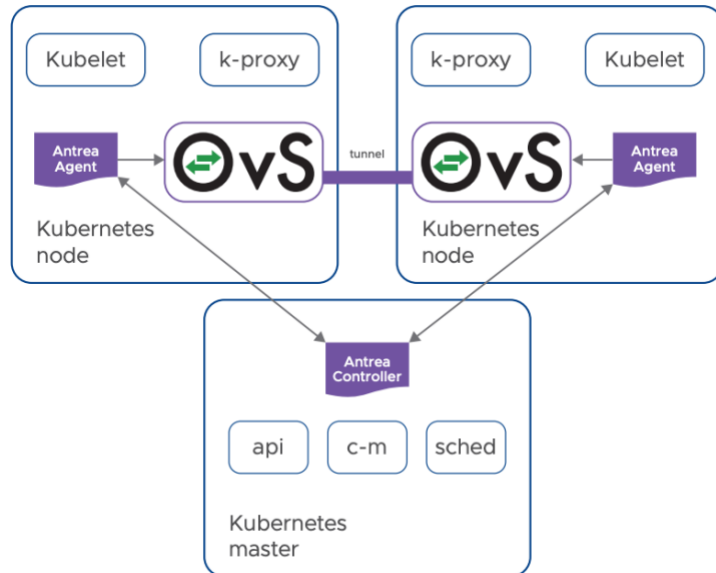 Kubelet
k-proxy
k-proxy
Kubelet
Antrea
Agent
OvS
tunnel
OvS
Antrea
Agent
Kubernetes
node
Kubernetes
node
Antrea
Controller
api
c-m
sched
Kubernetes
master